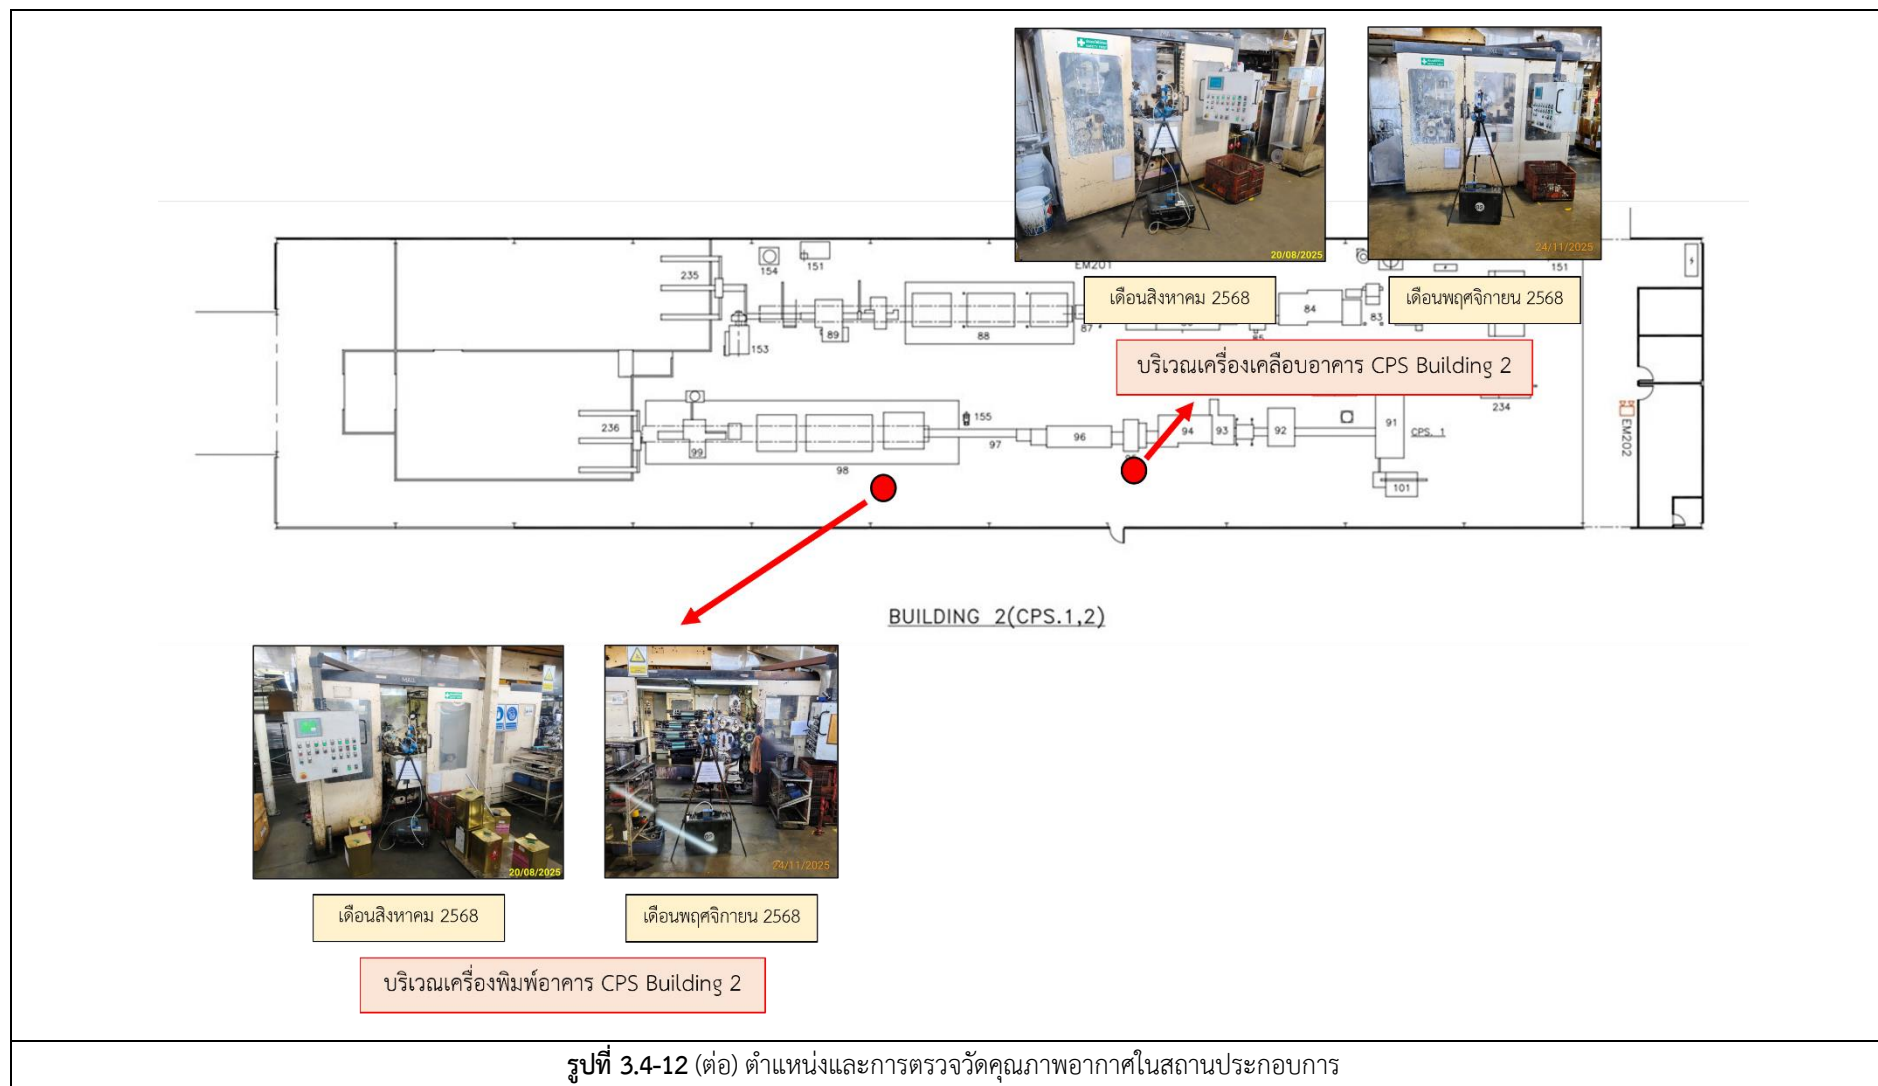 20/08/2025
24/11/2025
เดือนสิงหาคม 2568
เดือนพฤศจิกายน 2568
235
154
151
EM201
151
153
89
88
87
84
83
บริเวณเครื่องเคลือบอาคาร CPS Building 2
234
236
99
98
155
97
96
94
93
92
91
CPS. 1
101
EM202
BUILDING 2(CPS.1,2)
20/08/2025
24/11/2025
เดือนสิงหาคม 2568
เดือนพฤศจิกายน 2568
บริเวณเครื่องพิมพ์อาคาร CPS Building 2
รูปที่ 3.4-12 (ต่อ) ตำแหน่งและการตรวจวัดคุณภาพอากาศในสถานประกอบการ